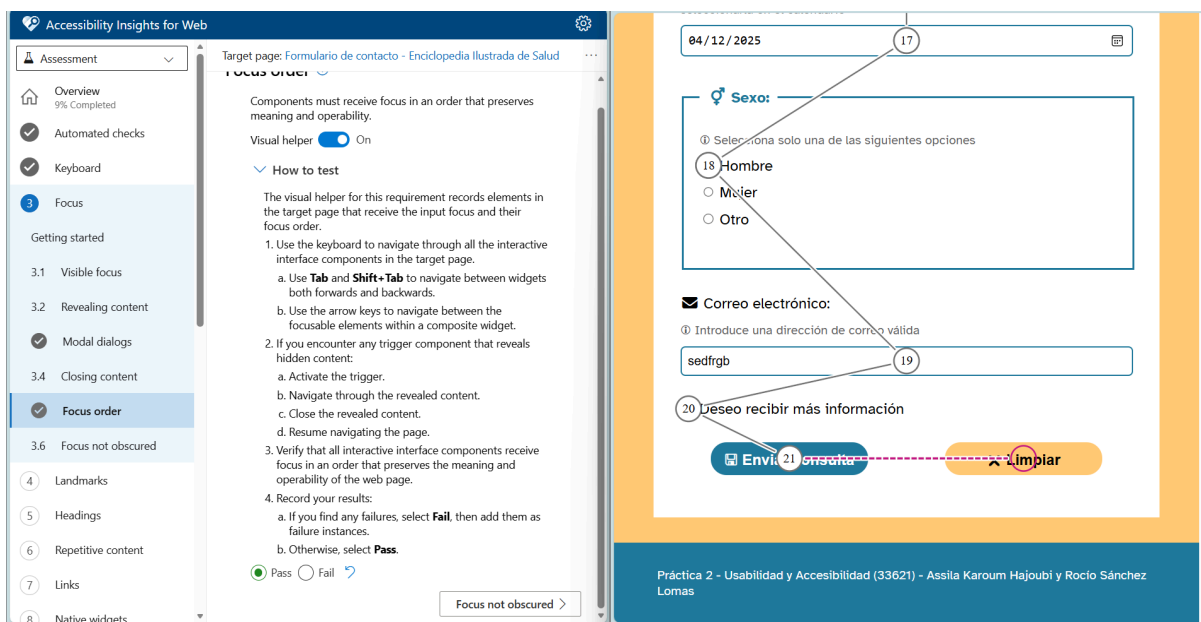 Accessibility Insights for Web
Assessment
Overview
9% Completed
Automated checks
Keyboard
3 Focus
Getting started
3.1 Visible focus
3.2 Revealing content
Modal dialogs
3.4 Closing content
Focus order
3.6 Focus not obscured
4 Landmarks
5 Headings
6 Repetitive content
7 Links
8 Native widgets
Target page: Formulario de contacto - Enciclopedia Ilustrada de Salud
Focus order
Components must receive focus in an order that preserves
meaning and operability.
Visual helper On
How to test
The visual helper for this requirement records elements in
the target page that receive the input focus and their
focus order.
1. Use the keyboard to navigate through all the interactive
interface components in the target page.
a. Use Tab and Shift+Tab to navigate between widgets
both forwards and backwards.
b. Use the arrow keys to navigate between the
focusable elements within a composite widget.
2. If you encounter any trigger component that reveals
hidden content:
a. Activate the trigger.
b. Navigate through the revealed content.
c. Close the revealed content.
d. Resume navigating the page.
3. Verify that all interactive interface components receive
focus in an order that preserves the meaning and
operability of the web page.
4. Record your results:
a. If you find any failures, select Fail, then add them as
failure instances.
b. Otherwise, select Pass.
Pass Fail
Focus not obscured >
04/12/2025
17
Sexo:
Selecciona solo una de las siguientes opciones
18 Hombre
Mujer
Otro
Correo electrónico:
Introduce una dirección de correo válida
sedfrgb
19
20 Deseo recibir más información
Enviar consulta
21
Limpiar
Práctica 2 - Usabilidad y Accesibilidad (33621) - Assila Karoum Hajoubi y Rocío Sánchez
Lomas